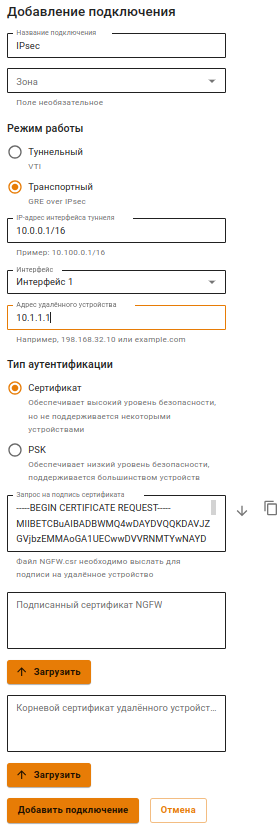 Добавление подключения
Название подключения
IPsec
Зона
Поле необязательное
Режим работы
Туннельный
VTI
Транспортный
GRE over IPsec
IP-адрес интерфейса туннеля
10.0.0.1/16
Пример: 10.100.0.1/16
Интерфейс
Интерфейс 1
Адрес удалённого устройства
10.1.1.1
Например, 198.168.32.10 или example.com
Тип аутентификации
Сертификат
Обеспечивает высокий уровень безопасности,
но не поддерживается некоторыми
устройствами
PSK
Обеспечивает низкий уровень безопасности,
поддерживается большинством устройств
Запрос на подпись сертификата
-----BEGIN CERTIFICATE REQUEST-----
MIIBETCBuAIBADBWMQ4wDAYDVQQKDAVJZ
GVjbzEMMAoGA1UECwwDVVRNMTYwNAYD
Файл NGFW.csr необходимо выслать для
подписи на удалённое устройство
Подписанный сертификат NGFW
Загрузить
Корневой сертификат удалённого устройст...
Загрузить
Добавить подключение
Отмена